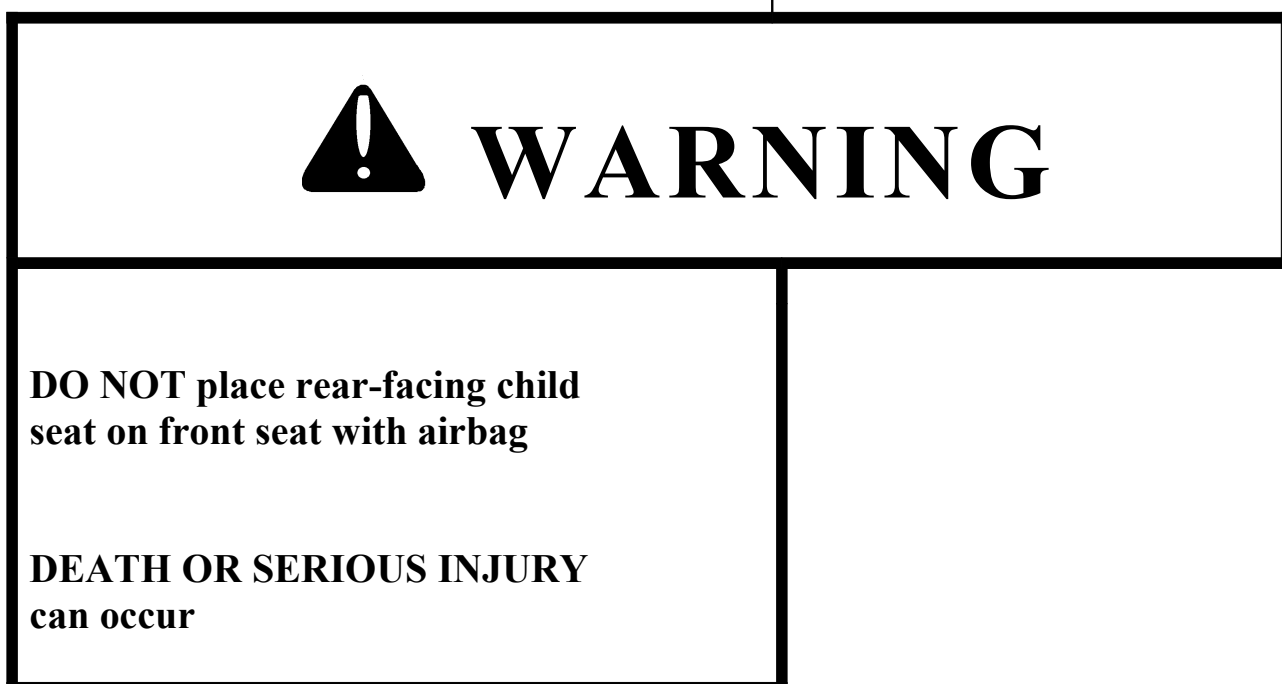 WARNING
DO NOT place rear-facing child
seat on front seat with airbag
DEATH OR SERIOUS INJURY
can occur